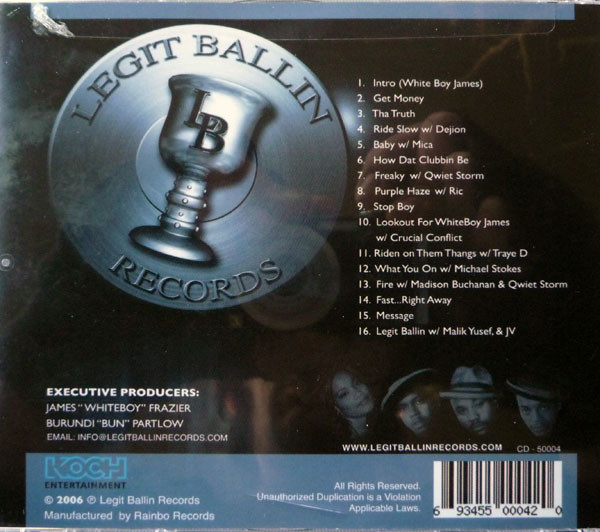 LEGIT BALLIN
LB
RECORDS
1. Intro (White Boy James)
2. Get Money
3. Tha Truth
4. Ride Slow w/ Dejion
5. Baby w/ Mica
6. How Dat Clubbin Be
7. Freaky w/ Qwiet Storm
8. Purple Haze w/ Ric
9. Stop Boy
10. Lookout For WhiteBoy James
w/ Crucial Conflict
11. Riden on Them Thangs w/ Traye D
12. What You On w/ Michael Stokes
13. Fire w/ Madison Buchanan & Qwiet Storm
14. Fast...Right Away
15. Message
16. Legit Ballin w/ Malik Yusef, & JV
EXECUTIVE PRODUCERS:
JAMES "WHITEBOY" FRAZIER
BURUNDI "BUN" PARTLOW
EMAIL: INFO@LEGITBALLINRECORDS.COM
WWW.LEGITBALLINRECORDS.COM
CD - 50004
KOCH
ENTERTAINMENT
© 2006 ℗ Legit Ballin Records
Manufactured by Rainbo Records
All Rights Reserved.
Unauthorized Duplication is a Violation
Applicable Laws.
6 93455 00042 0